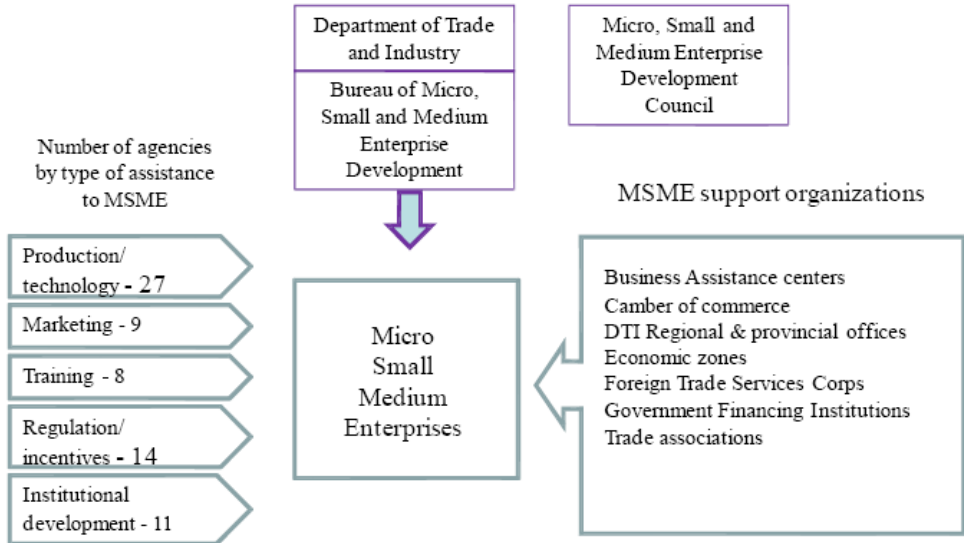 Department of Trade
and Industry
Bureau of Micro,
Small and Medium
Enterprise
Development
Micro, Small and
Medium Enterprise
Development
Council
Number of agencies
by type of assistance
to MSME
MSME support organizations
Production/
technology - 27
Marketing - 9
Training - 8
Regulation/
incentives - 14
Institutional
development - 11
Micro
Small
Medium
Enterprises
Business Assistance centers
Camber of commerce
DTI Regional & provincial offices
Economic zones
Foreign Trade Services Corps
Government Financing Institutions
Trade associations